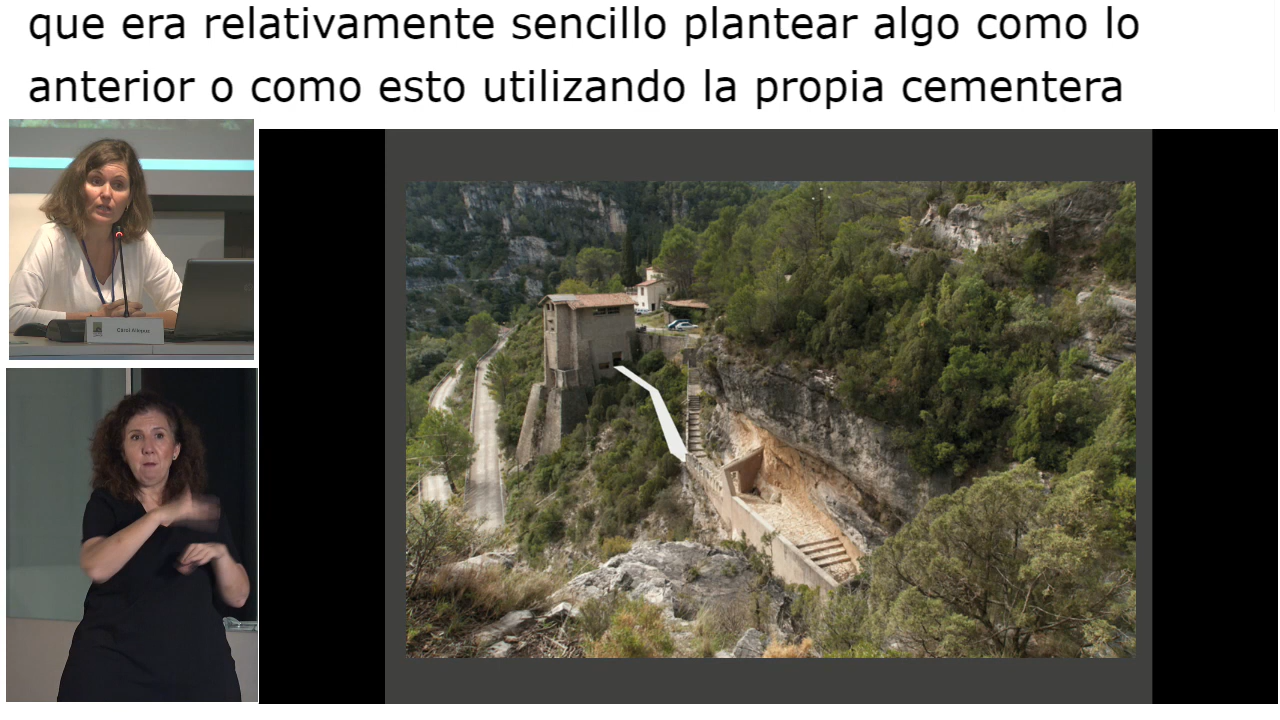 que era relativamente sencillo plantear algo como lo
anterior o como esto utilizando la propia cementera